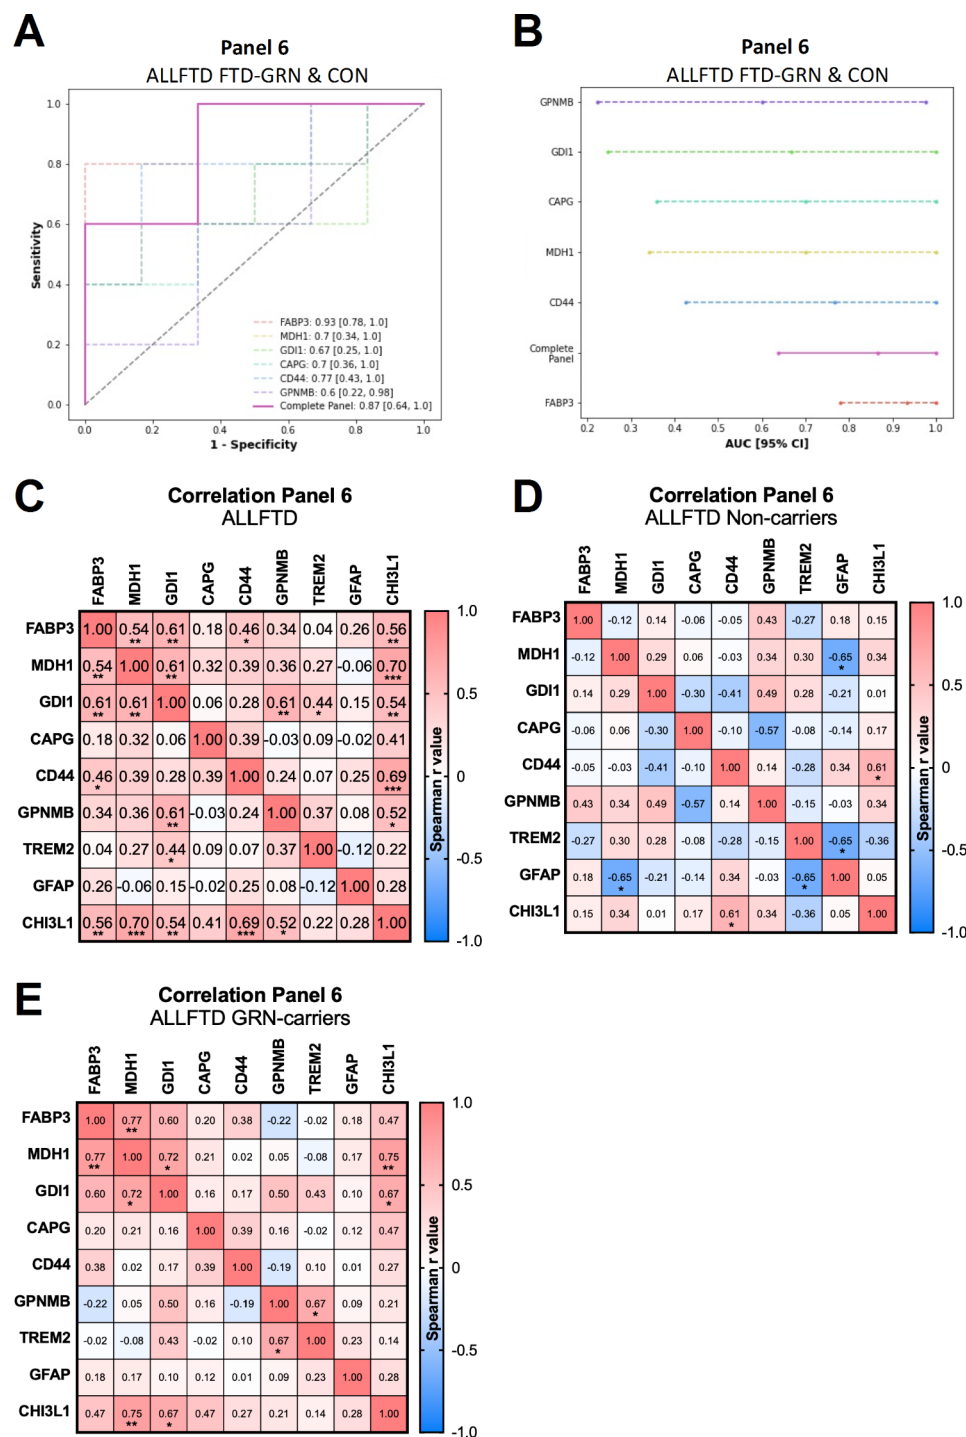 A
Panel 6
ALLFTD FTD-GRN & CON
1.0
0.8
0.6
0.4
0.2
0.0
Sensitivity
FABP3: 0.93 [0.78, 1.0]
MDH1: 0.7 [0.34, 1.0]
GDI1: 0.67 [0.25, 1.0]
CAPG: 0.7 [0.36, 1.0]
CD44: 0.77 [0.43, 1.0]
GPNMB: 0.6 [0.22, 0.98]
Complete Panel: 0.87 [0.64, 1.0]
0.0 0.2 0.4 0.6 0.8 1.0
1 - Specificity
B
Panel 6
ALLFTD FTD-GRN & CON
GPNMB
GDI1
CAPG
MDH1
CD44
Complete
Panel
FABP3
0.2 0.3 0.4 0.5 0.6 0.7 0.8 0.9 1.0
AUC [95% CI]
C
Correlation Panel 6
ALLFTD
FABP3 MDH1 GDI1 CAPG CD44 GPNMB TREM2 GFAP CHI3L1
FABP3 1.00 0.54 0.61 0.18 0.46 0.34 0.04 0.26 0.56
** ** * **
MDH1 0.54 1.00 0.61 0.32 0.39 0.36 0.27 -0.06 0.70
** ** ***
GDI1 0.61 0.61 1.00 0.06 0.28 0.61 0.44 0.15 0.54
** ** ** * **
CAPG 0.18 0.32 0.06 1.00 0.39 -0.03 0.09 -0.02 0.41
CD44 0.46 0.39 0.28 0.39 1.00 0.24 0.07 0.25 0.69
* ***
GPNMB 0.34 0.36 0.61 -0.03 0.24 1.00 0.37 0.08 0.52
** *
TREM2 0.04 0.27 0.44 0.09 0.07 0.37 1.00 -0.12 0.22
*
GFAP 0.26 -0.06 0.15 -0.02 0.25 0.08 -0.12 1.00 0.28
CHI3L1 0.56 0.70 0.54 0.41 0.69 0.52 0.22 0.28 1.00
** *** ** *** *
1.0
0.5
0
-0.5
-1.0
Spearman r value
D
Correlation Panel 6
ALLFTD Non-carriers
FABP3 MDH1 GDI1 CAPG CD44 GPNMB TREM2 GFAP CHI3L1
FABP3 1.00 -0.12 0.14 -0.06 -0.05 0.43 -0.27 0.18 0.15
MDH1 -0.12 1.00 0.29 0.06 -0.03 0.34 0.30 -0.65 0.34
*
GDI1 0.14 0.29 1.00 -0.30 -0.41 0.49 0.28 -0.21 0.01
CAPG -0.06 0.06 -0.30 1.00 -0.10 -0.57 -0.08 -0.14 0.17
CD44 -0.05 -0.03 -0.41 -0.10 1.00 0.14 -0.28 0.34 0.61
*
GPNMB 0.43 0.34 0.49 -0.57 0.14 1.00 -0.15 -0.03 0.34
TREM2 -0.27 0.30 0.28 -0.08 -0.28 -0.15 1.00 -0.65 -0.36
*
GFAP 0.18 -0.65 -0.21 -0.14 0.34 -0.03 -0.65 1.00 0.05
* *
CHI3L1 0.15 0.34 0.01 0.17 0.61 0.34 -0.36 0.05 1.00
*
1.0
0.5
0
-0.5
-1.0
Spearman r value
E
Correlation Panel 6
ALLFTD GRN-carriers
FABP3 MDH1 GDI1 CAPG CD44 GPNMB TREM2 GFAP CHI3L1
FABP3 1.00 0.77 0.60 0.20 0.38 -0.22 -0.02 0.18 0.47
**
MDH1 0.77 1.00 0.72 0.21 0.02 0.05 -0.08 0.17 0.75
** * **
GDI1 0.60 0.72 1.00 0.16 0.17 0.50 0.43 0.10 0.67
* *
CAPG 0.20 0.21 0.16 1.00 0.39 0.16 -0.02 0.12 0.47
CD44 0.38 0.02 0.17 0.39 1.00 -0.19 0.10 0.01 0.27
GPNMB -0.22 0.05 0.50 0.16 -0.19 1.00 0.67 0.09 0.21
*
TREM2 -0.02 -0.08 0.43 -0.02 0.10 0.67 1.00 0.23 0.14
*
GFAP 0.18 0.17 0.10 0.12 0.01 0.09 0.23 1.00 0.28
CHI3L1 0.47 0.75 0.67 0.47 0.27 0.21 0.14 0.28 1.00
** *
1.0
0.5
0
-0.5
-1.0
Spearman r value